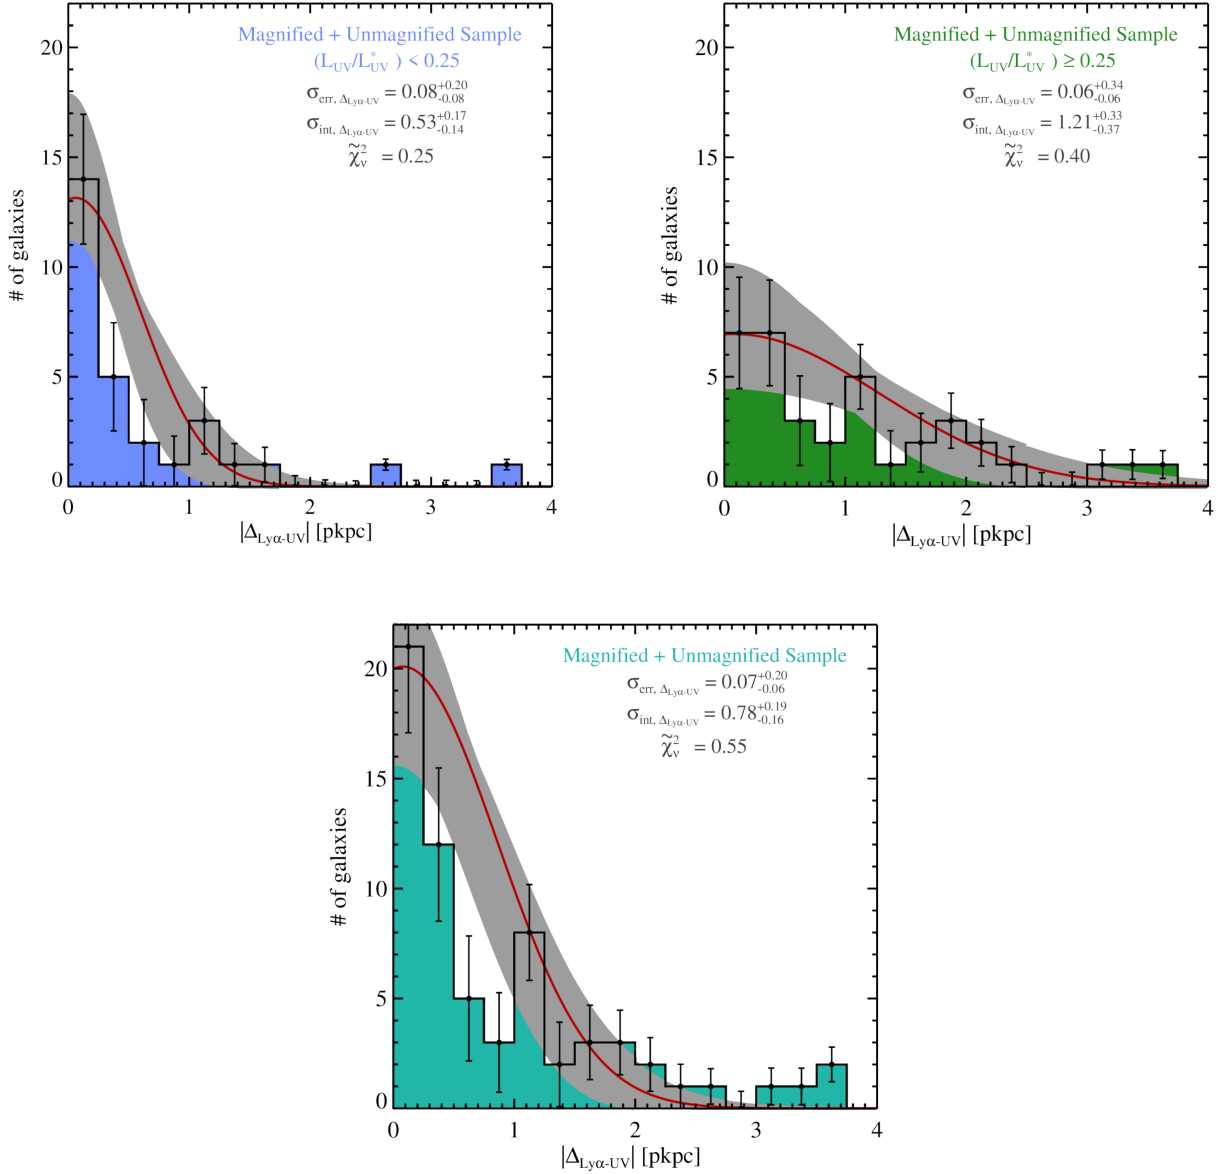 Magnified + Unmagnified Sample
(L_UV/L*_UV) < 0.25
σ_err, Δ_Lyα-UV = 0.08 +0.20 -0.08
σ_int, Δ_Lyα-UV = 0.53 +0.17 -0.14
χ̃²_ν = 0.25
# of galaxies
20
15
10
5
0
0 1 2 3 4
|Δ_Lyα-UV| [pkpc]
Magnified + Unmagnified Sample
(L_UV/L*_UV) ≥ 0.25
σ_err, Δ_Lyα-UV = 0.06 +0.34 -0.06
σ_int, Δ_Lyα-UV = 1.21 +0.33 -0.37
χ̃²_ν = 0.40
# of galaxies
20
15
10
5
0
0 1 2 3 4
|Δ_Lyα-UV| [pkpc]
Magnified + Unmagnified Sample
σ_err, Δ_Lyα-UV = 0.07 +0.20 -0.06
σ_int, Δ_Lyα-UV = 0.78 +0.19 -0.16
χ̃²_ν = 0.55
# of galaxies
20
15
10
5
0
0 1 2 3 4
|Δ_Lyα-UV| [pkpc]